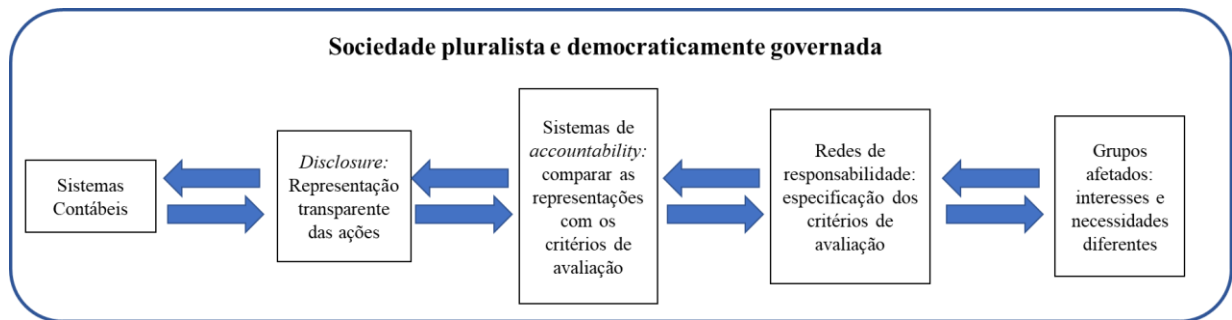 Sociedade pluralista e democraticamente governada
Sistemas
Contábeis
Disclosure:
Representação
transparente
das ações
Sistemas de
accountability:
comparar as
representações
com os
critérios de
avaliação
Redes de
responsabilidade:
especificação dos
critérios de
avaliação
Grupos
afetados:
interesses e
necessidades
diferentes